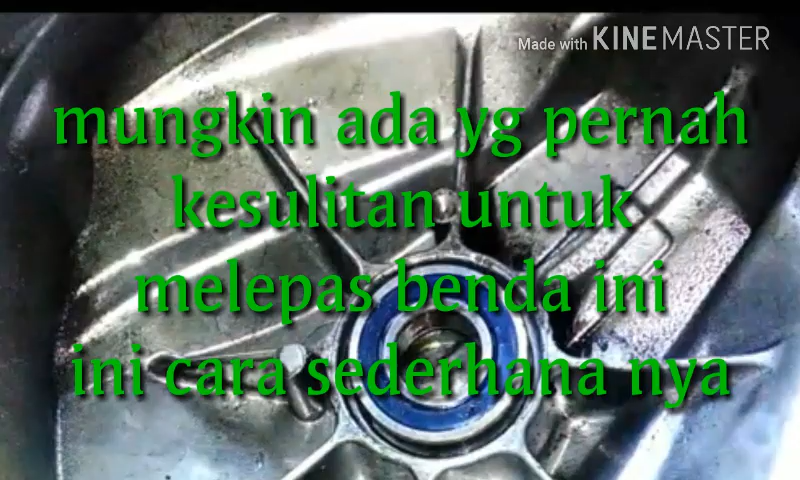 Made with KINEMASTER
mungkin ada yg pernah
kesulitan untuk
melepas benda ini
ini cara sederhana nya